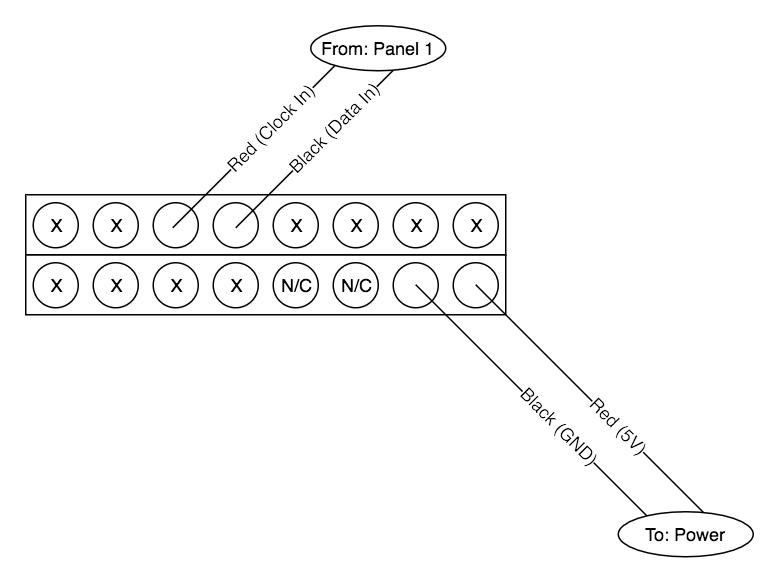 From: Panel 1
Red (Clock In)
Black (Data In)
X X X X X X
X X X X N/C N/C
Black (GND)
Red (5V)
To: Power